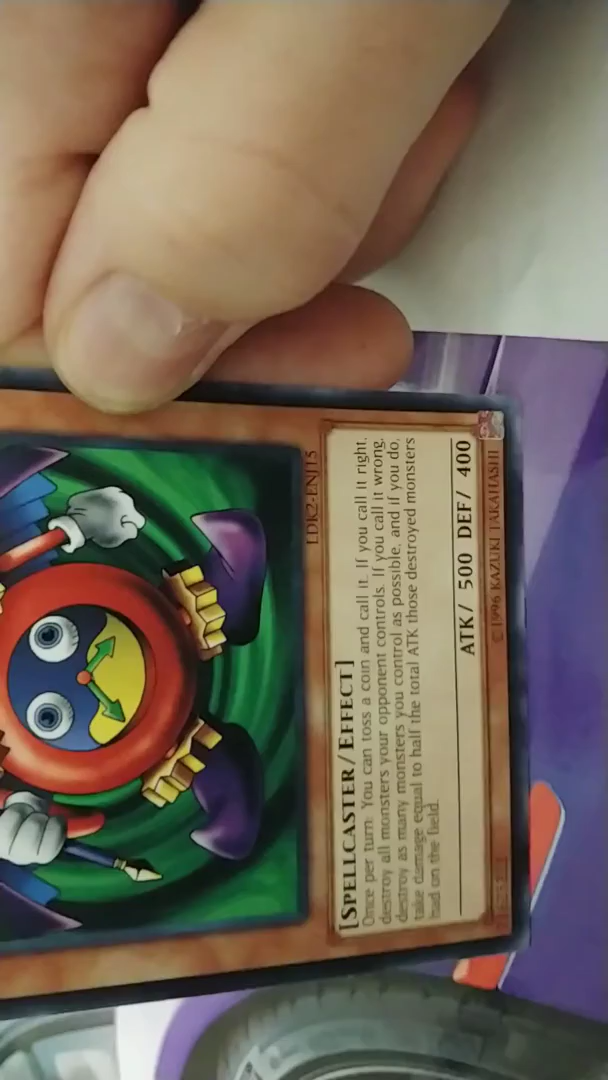 LDK2-ENJ15
[SPELLCASTER/EFFECT]
Once per turn: You can toss a coin and call it. If you call it right,
destroy all monsters your opponent controls. If you call it wrong,
destroy as many monsters you control as possible, and if you do,
take damage equal to half the total ATK those destroyed monsters
had on the field.
ATK/ 500 DEF/ 400
©1996 KAZUKI TAKAHASHI